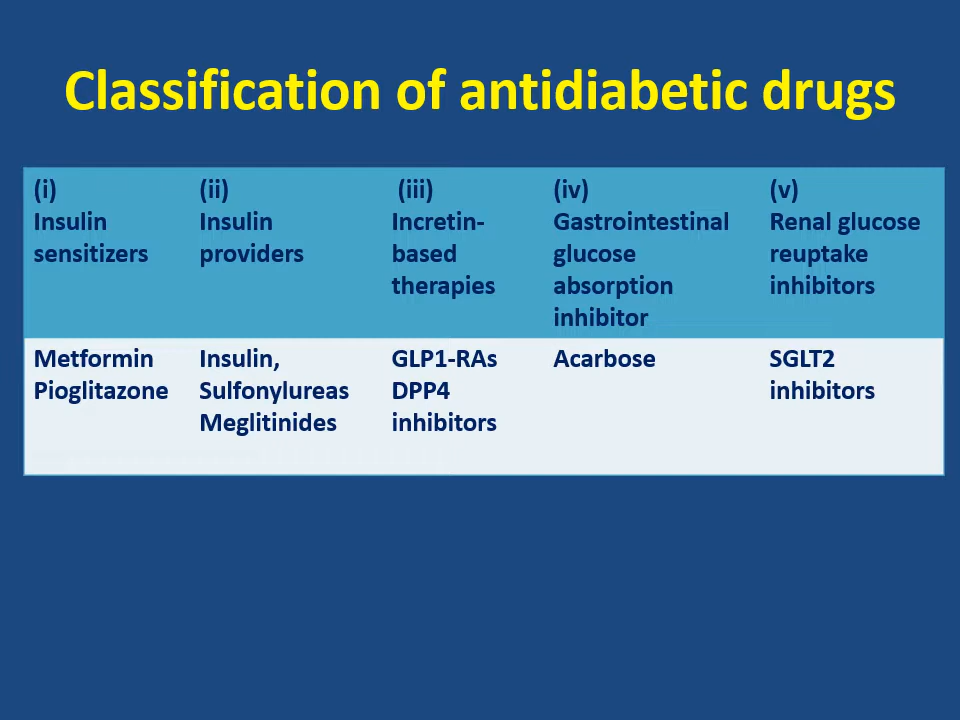 Classification of antidiabetic drugs
(i)
Insulin
sensitizers
(ii)
Insulin
providers
(iii)
Incretin-
based
therapies
(iv)
Gastrointestinal
glucose
absorption
inhibitor
(v)
Renal glucose
reuptake
inhibitors
Metformin
Pioglitazone
Insulin,
Sulfonylureas
Meglitinides
GLP1-RAs
DPP4
inhibitors
Acarbose
SGLT2
inhibitors